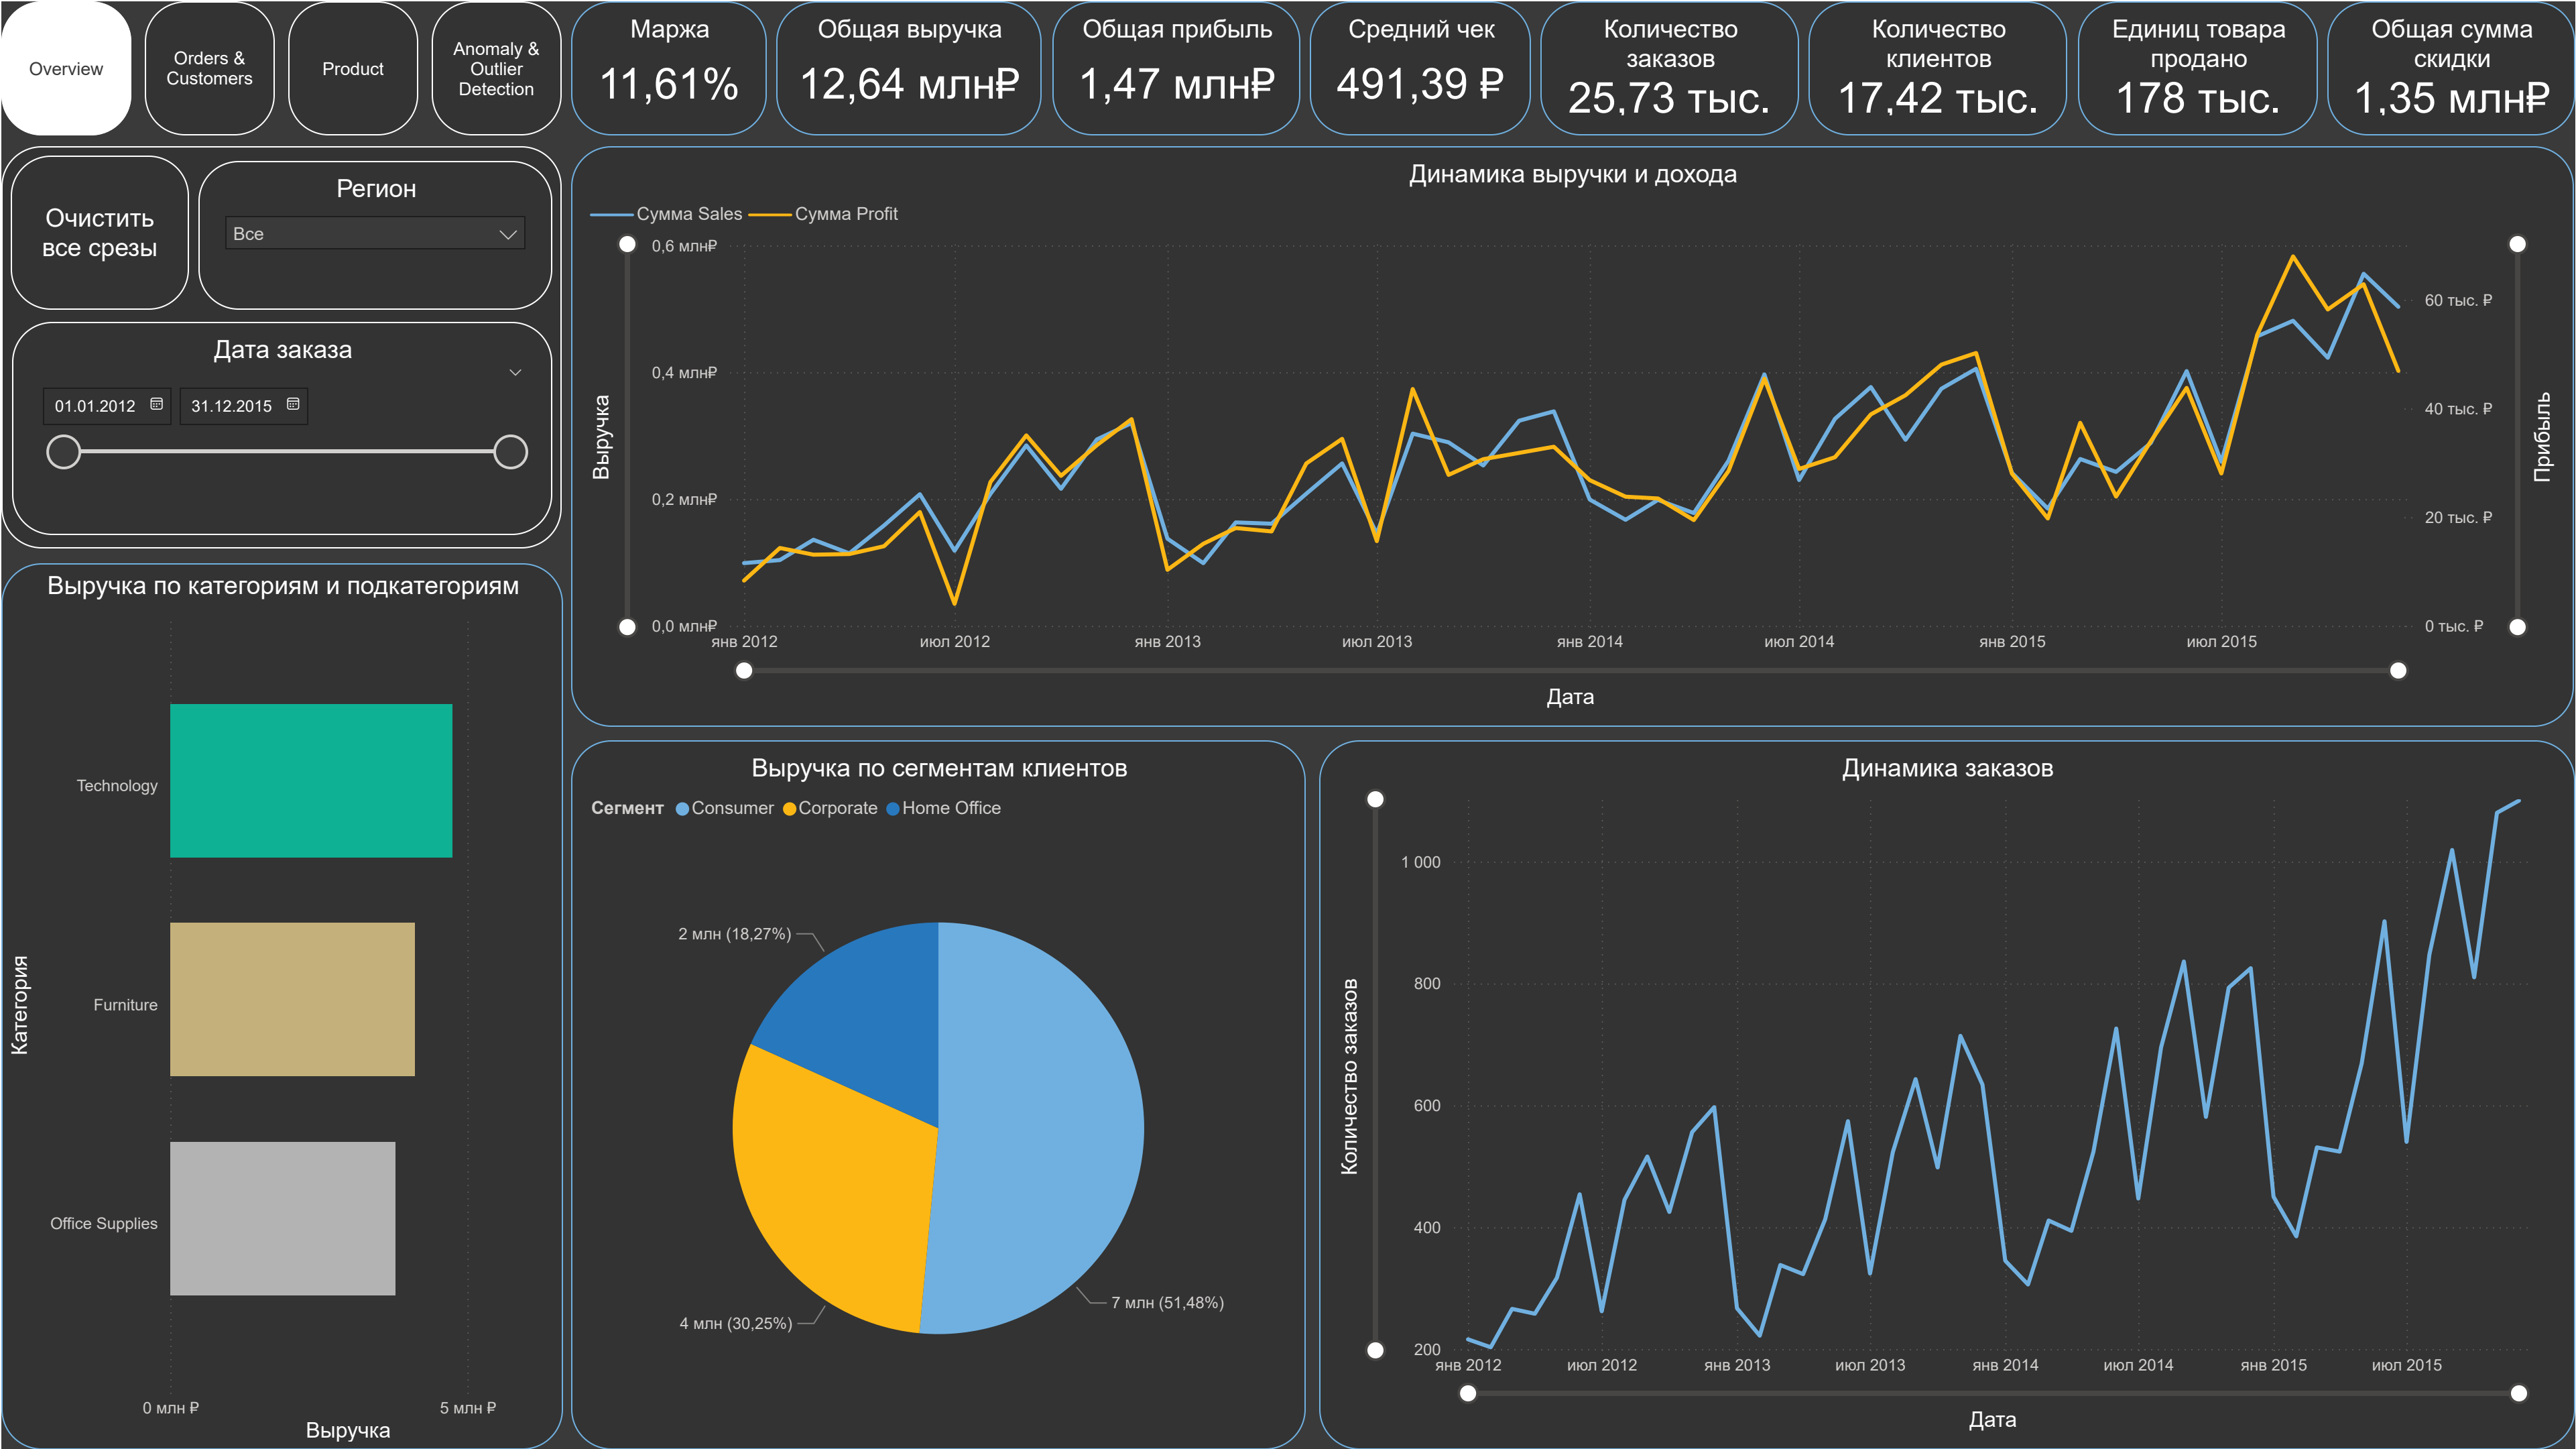 Overview
Orders &
Customers
Product
Anomaly &
Outlier
Detection
Маржа
11,61%
Общая выручка
12,64 млн₽
Общая прибыль
1,47 млн₽
Средний чек
491,39 ₽
Количество
заказов
25,73 тыс.
Количество
клиентов
17,42 тыс.
Единиц товара
продано
178 тыс.
Общая сумма
скидки
1,35 млн₽
Очистить
все срезы
Регион
Все
Дата заказа
01.01.2012
31.12.2015
Динамика выручки и дохода
Сумма Sales
Сумма Profit
Выручка
0,6 млн₽
0,4 млн₽
0,2 млн₽
0,0 млн₽
60 тыс. ₽
40 тыс. ₽
20 тыс. ₽
0 тыс. ₽
Прибыль
янв 2012
июл 2012
янв 2013
июл 2013
янв 2014
июл 2014
янв 2015
июл 2015
Дата
Выручка по категориям и подкатегориям
Категория
Technology
Furniture
Office Supplies
0 млн ₽
5 млн ₽
Выручка
Выручка по сегментам клиентов
Сегмент
Consumer
Corporate
Home Office
2 млн (18,27%)
4 млн (30,25%)
7 млн (51,48%)
Динамика заказов
Количество заказов
1 000
800
600
400
200
янв 2012
июл 2012
янв 2013
июл 2013
янв 2014
июл 2014
янв 2015
июл 2015
Дата